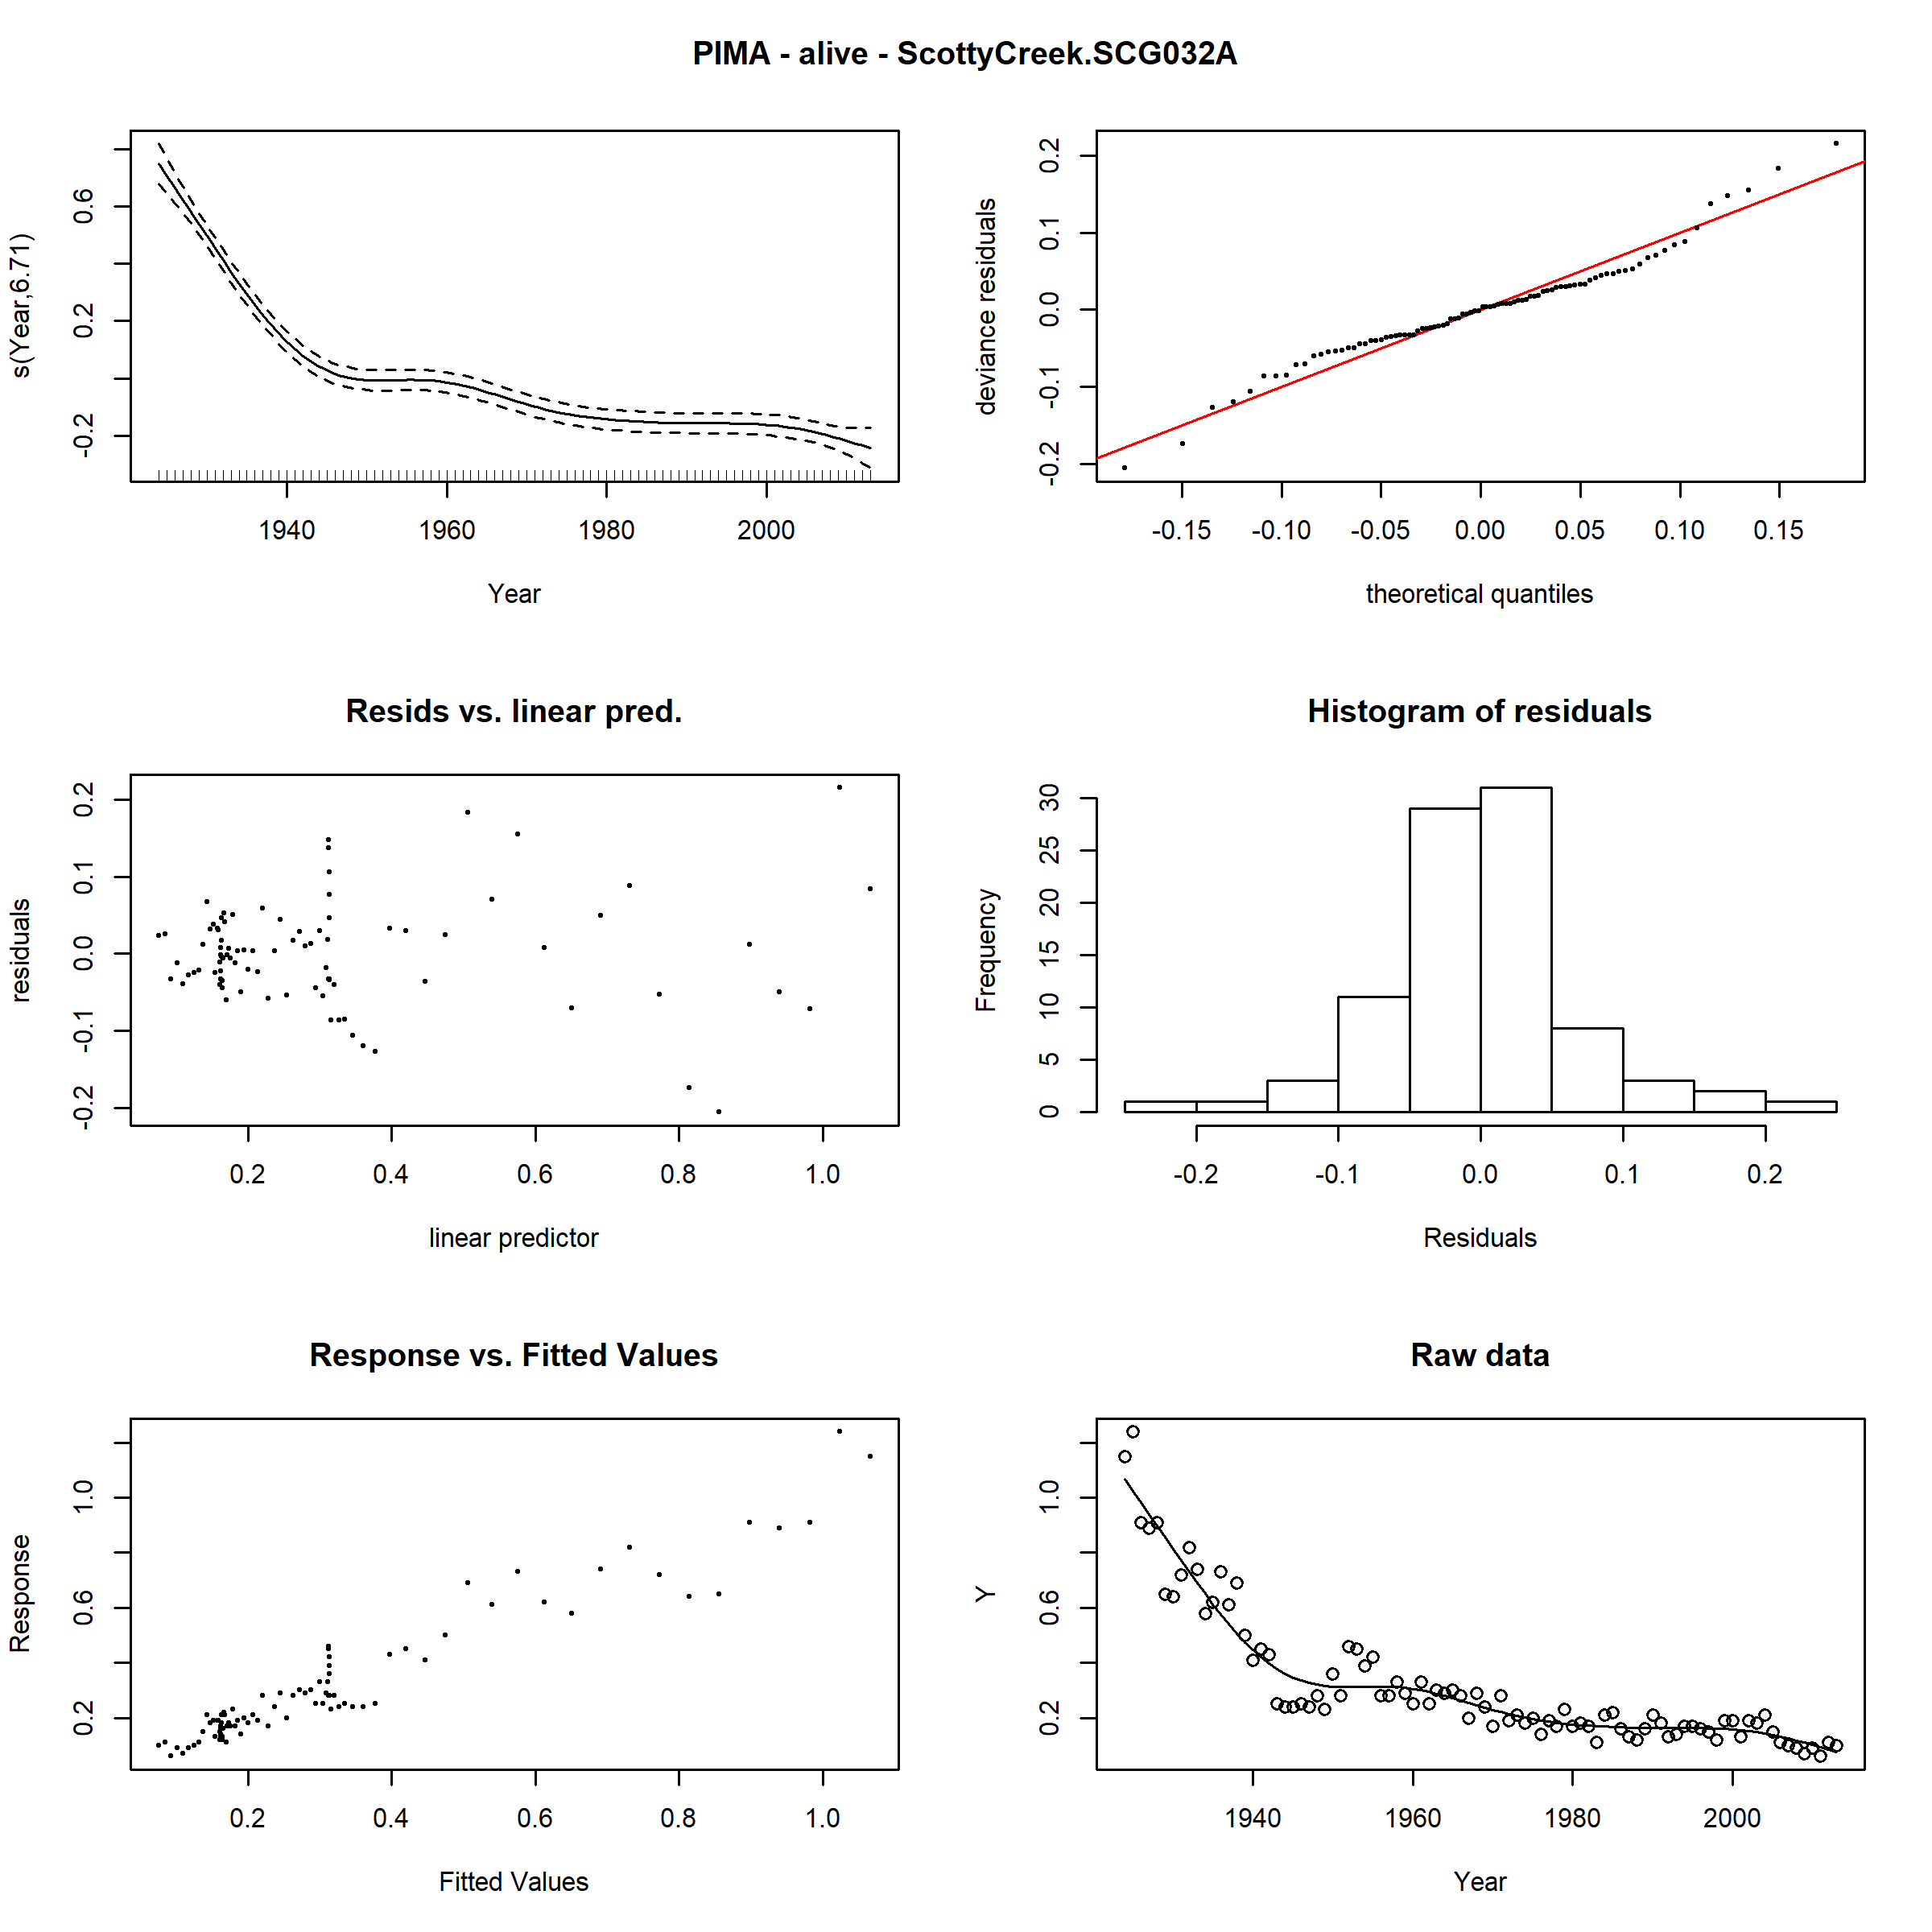 PIMA - alive - ScottyCreek.SCG032A
s(Year,6.71)
-0.2 0.2 0.6
1940 1960 1980 2000
Year
deviance residuals
-0.2 -0.1 0.0 0.1 0.2
-0.15 -0.10 -0.05 0.00 0.05 0.10 0.15
theoretical quantiles
Resids vs. linear pred.
residuals
-0.2 -0.1 0.0 0.1 0.2
0.2 0.4 0.6 0.8 1.0
linear predictor
Histogram of residuals
Frequency
0 5 10 15 20 25 30
-0.2 -0.1 0.0 0.1 0.2
Residuals
Response vs. Fitted Values
Response
0.2 0.6 1.0
0.2 0.4 0.6 0.8 1.0
Fitted Values
Raw data
Y
0.2 0.6 1.0
1940 1960 1980 2000
Year